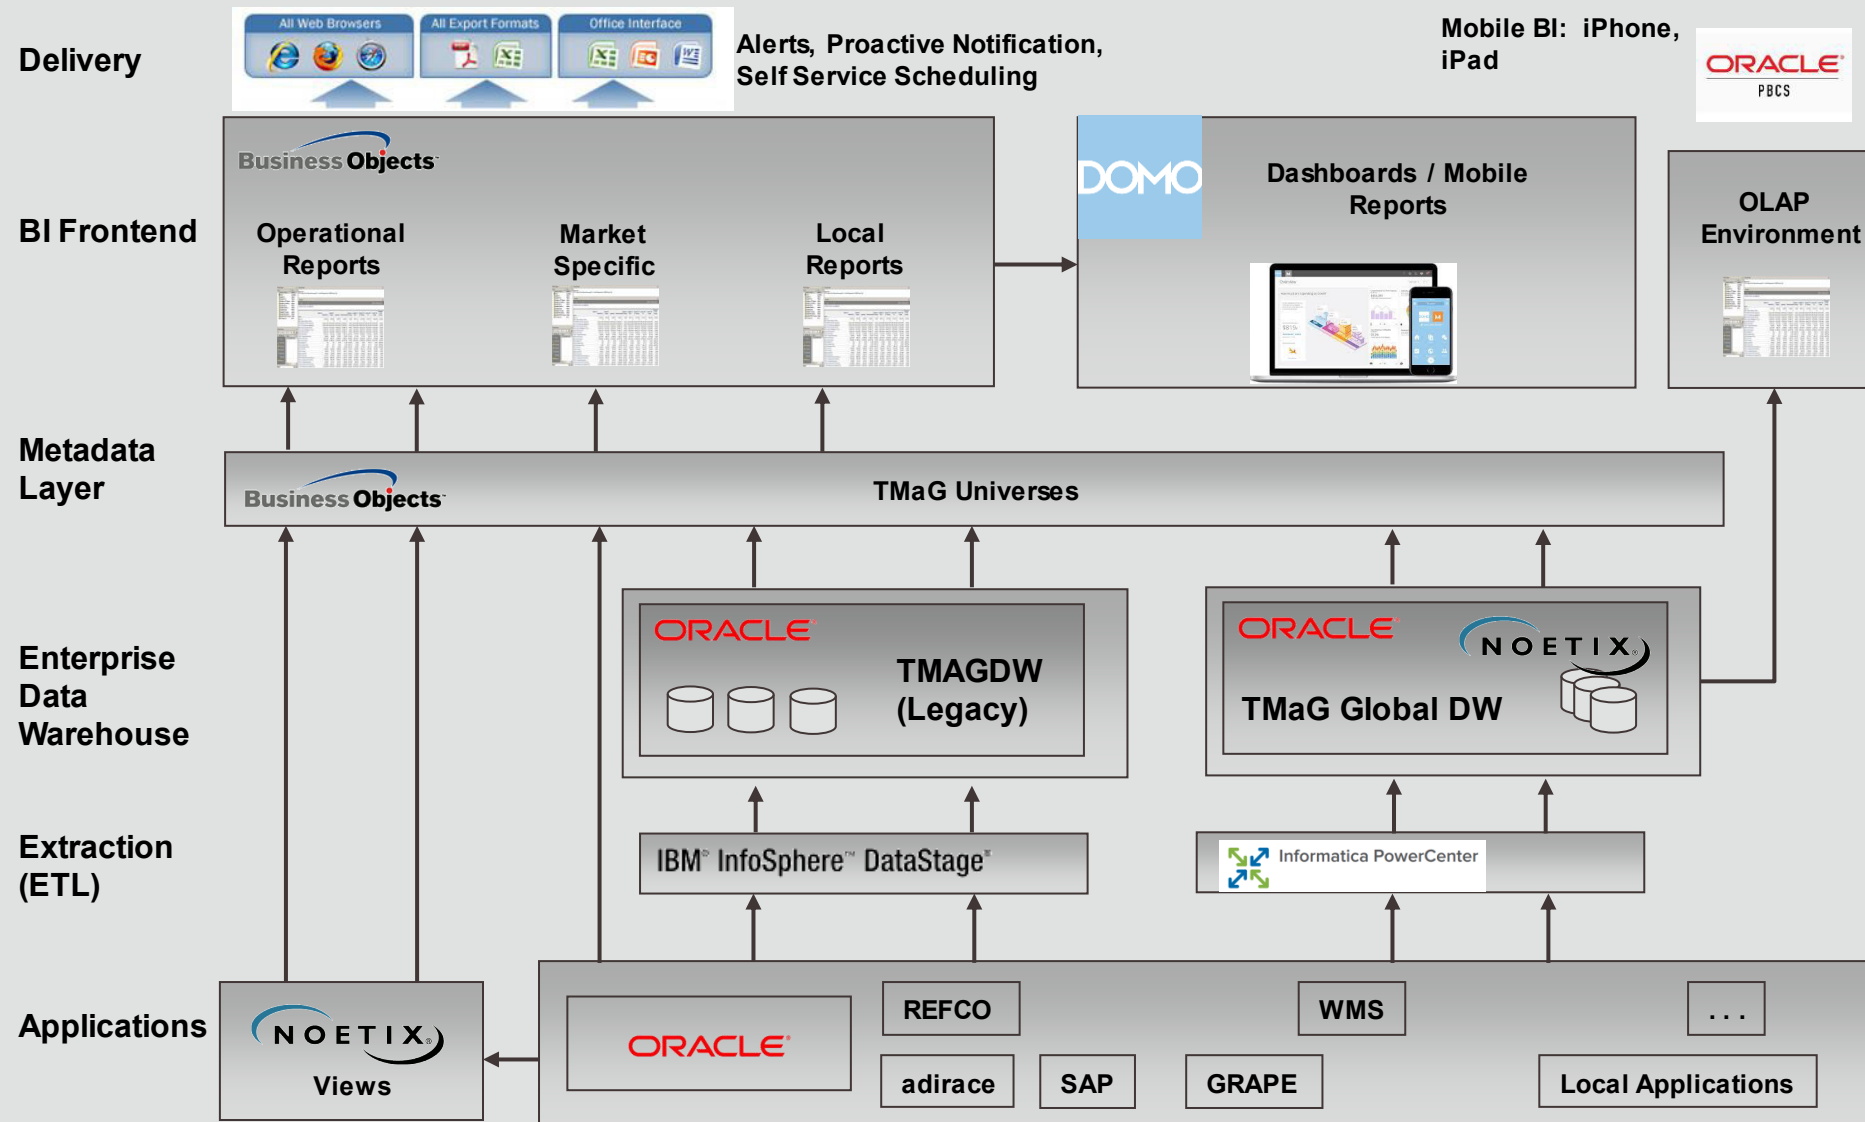 Delivery
All Web Browsers
All Export Formats
Office Interface
Alerts, Proactive Notification,
Self Service Scheduling
Mobile BI: iPhone,
iPad
ORACLE
PBCS
BI Frontend
Business Objects
Operational
Reports
Market
Specific
Local
Reports
DOMO
Dashboards / Mobile
Reports
OLAP
Environment
Metadata
Layer
Business Objects
TMaG Universes
Enterprise
Data
Warehouse
ORACLE
TMAGDW
(Legacy)
ORACLE
NOETIX
TMaG Global DW
Extraction
(ETL)
IBM® InfoSphere™ DataStage®
Informatica PowerCenter
Applications
NOETIX
Views
ORACLE
REFCO
WMS
. . .
adirace
SAP
GRAPE
Local Applications